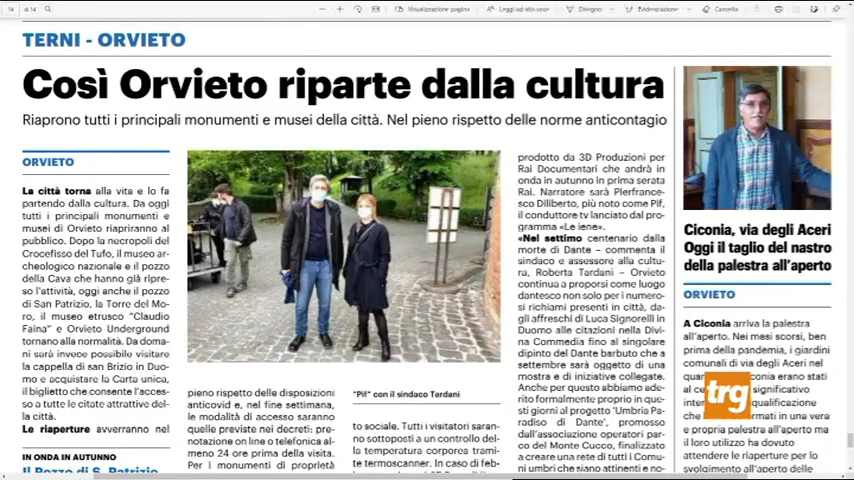 Visualizzazione pagina
Leggi ad alta voce
Disegno
Evidenziazione
Cancella
TERNI - ORVIETO
Così Orvieto riparte dalla cultura
Riaprono tutti i principali monumenti e musei della città. Nel pieno rispetto delle norme anticontagio
ORVIETO
La città torna alla vita e lo fa
partendo dalla cultura. Da oggi
tutti i principali monumenti e
musei di Orvieto riapriranno al
pubblico. Dopo la necropoli del
Crocefisso del Tufo, il museo ar-
cheologico nazionale e il pozzo
della Cava che hanno già ripre-
so l'attività, oggi anche il pozzo
di San Patrizio, la Torre del Mo-
ro, il museo etrusco "Claudio
Faina" e Orvieto Underground
tornano alla normalità. Da doma-
ni sarà invece possibile visitare
la cappella di san Brizio in Duo-
mo e acquistare la Carta unica,
il biglietto che consente l'acces-
so a tutte le citate attrattive del-
la città.
Le riaperture avverranno nel
IN ONDA IN AUTUNNO
Il Pozzo di S. Patrizio
pieno rispetto delle disposizioni
anticovid e, nel fine settimana,
le modalità di accesso saranno
quelle previste nei decreti: pre-
notazione on line o telefonica al-
meno 24 ore prima della visita.
Per i monumenti di proprietà
"Pif" con il sindaco Tardani
to sociale. Tutti i visitatori saran-
no sottoposti a un controllo del-
la temperatura corporea tramite
termoscanner. In caso di feb-
prodotto da 3D Produzioni per
Rai Documentari che andrà in
onda in autunno in prima serata
Rai. Narratore sarà Pierfrance-
sco Diliberto, più noto come Pif,
il conduttore tv lanciato dal pro-
gramma «Le iene».
«Nel settimo centenario dalla
morte di Dante – commenta il
sindaco e assessore alla cultu-
ra, Roberta Tardani – Orvieto
continua a proporsi come luogo
dantesco non solo per i numero-
si richiami presenti in città, da-
gli affreschi di Luca Signorelli in
Duomo alle citazioni nella Divi-
na Commedia fino al singolare
dipinto del Dante barbuto che a
settembre sarà oggetto di una
mostra e di iniziative collegate.
Anche per questo abbiamo ade-
rito formalmente proprio in que-
sti giorni al progetto 'Umbria Pa-
radiso di Dante', promosso
dall'associazione operatori par-
co del Monte Cucco, finalizzato
a creare una rete di tutti i Comu-
ni umbri che siano attinenti e no-
Ciconia, via degli Aceri
Oggi il taglio del nastro
della palestra all'aperto
ORVIETO
A Ciconia arriva la palestra
all'aperto. Nei mesi scorsi, ben
prima della pandemia, i giardini
comunali di via degli Aceri nel
conia erano stati
significativo
qualificazione
rmati in una vera
e propria palestra all'aperto ma
il loro utilizzo ha dovuto
attendere le riaperture per lo
svolgimento all'aperto delle
trg